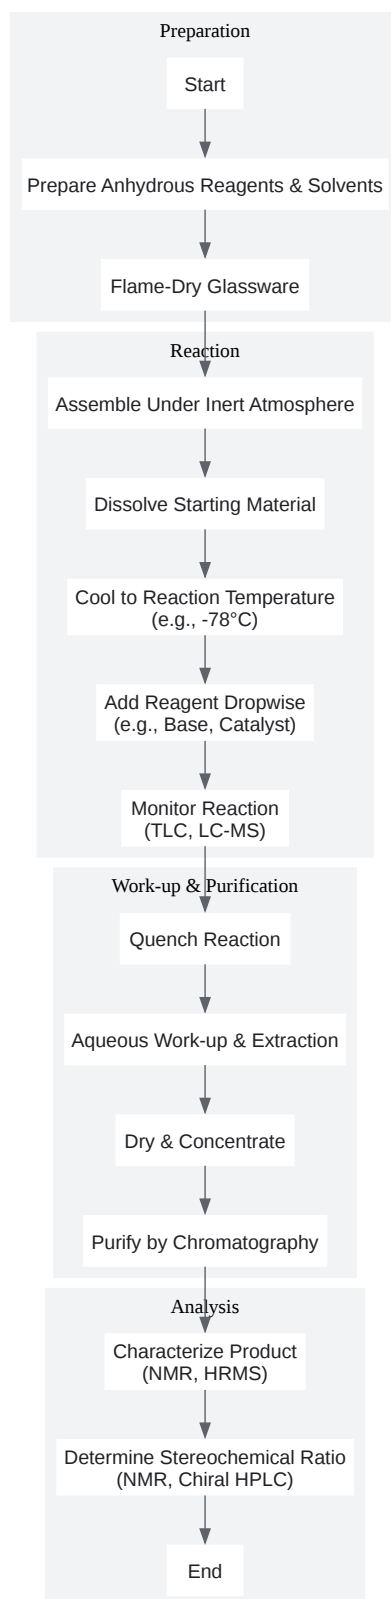 Preparation
Start
Prepare Anhydrous Reagents & Solvents
Flame-Dry Glassware
Reaction
Assemble Under Inert Atmosphere
Dissolve Starting Material
Cool to Reaction Temperature
(e.g., -78°C)
Add Reagent Dropwise
(e.g., Base, Catalyst)
Monitor Reaction
(TLC, LC-MS)
Work-up & Purification
Quench Reaction
Aqueous Work-up & Extraction
Dry & Concentrate
Purify by Chromatography
Analysis
Characterize Product
(NMR, HRMS)
Determine Stereochemical Ratio
(NMR, Chiral HPLC)
End